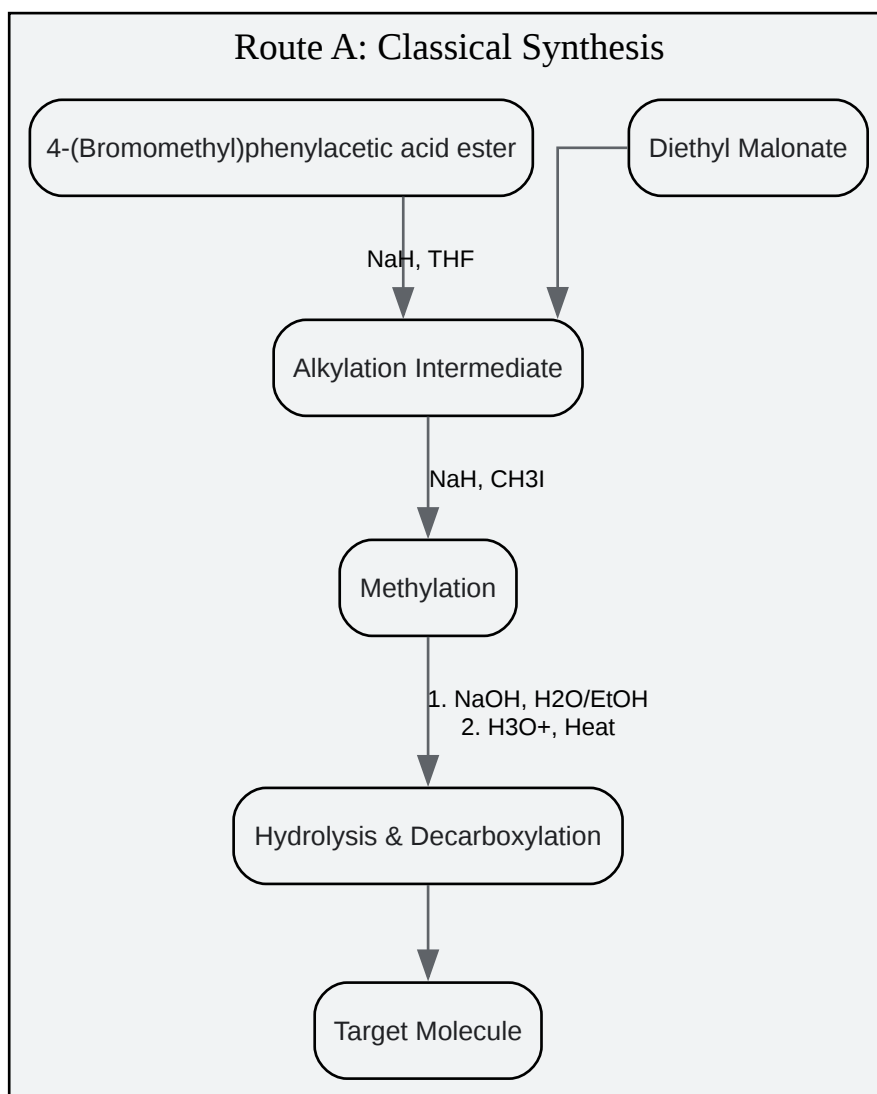 Route A: Classical Synthesis
4-(Bromomethyl)phenylacetic acid ester
Diethyl Malonate
NaH, THF
Alkylation Intermediate
NaH, CH3I
Methylation
1. NaOH, H2O/EtOH
2. H3O+, Heat
Hydrolysis & Decarboxylation
Target Molecule